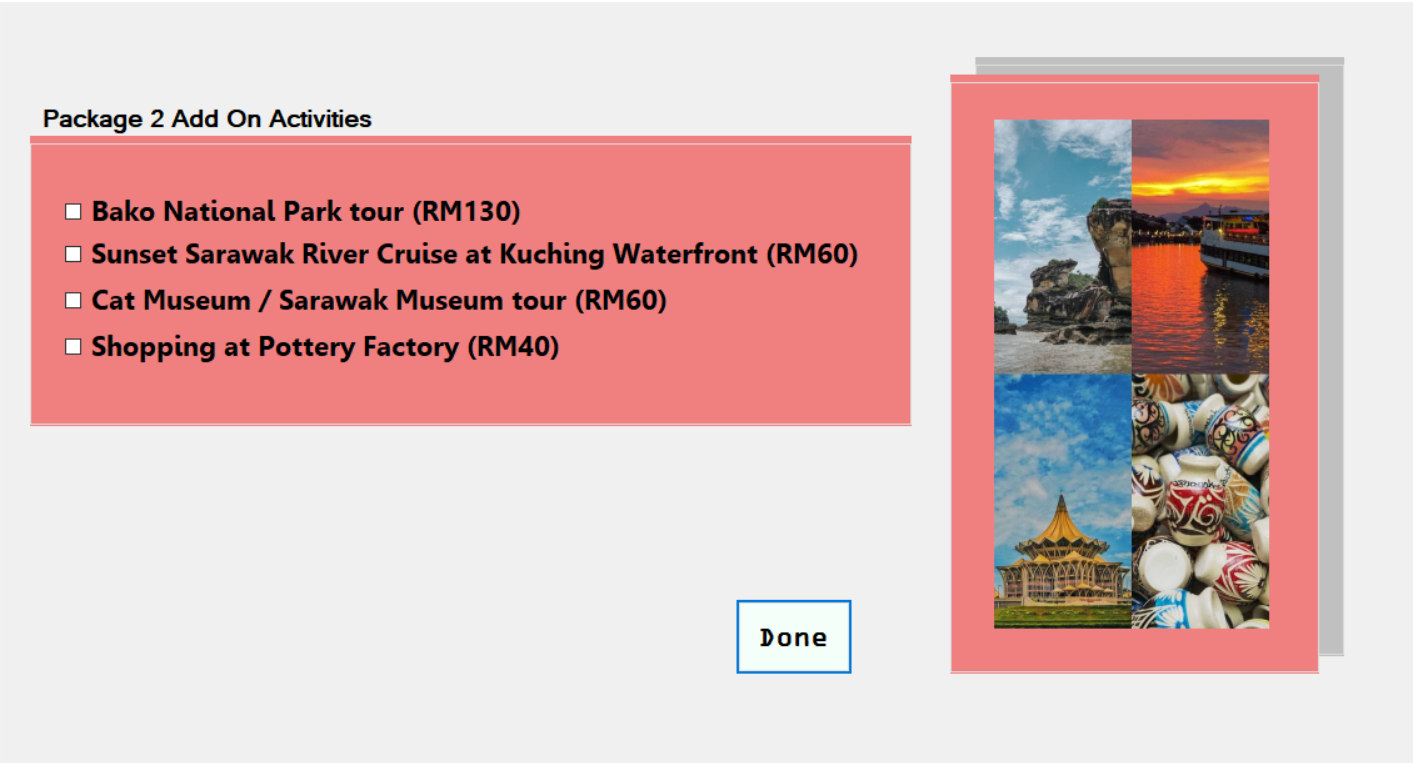 Package 2 Add On Activities
Bako National Park tour (RM130)
Sunset Sarawak River Cruise at Kuching Waterfront (RM60)
Cat Museum / Sarawak Museum tour (RM60)
Shopping at Pottery Factory (RM40)
Done